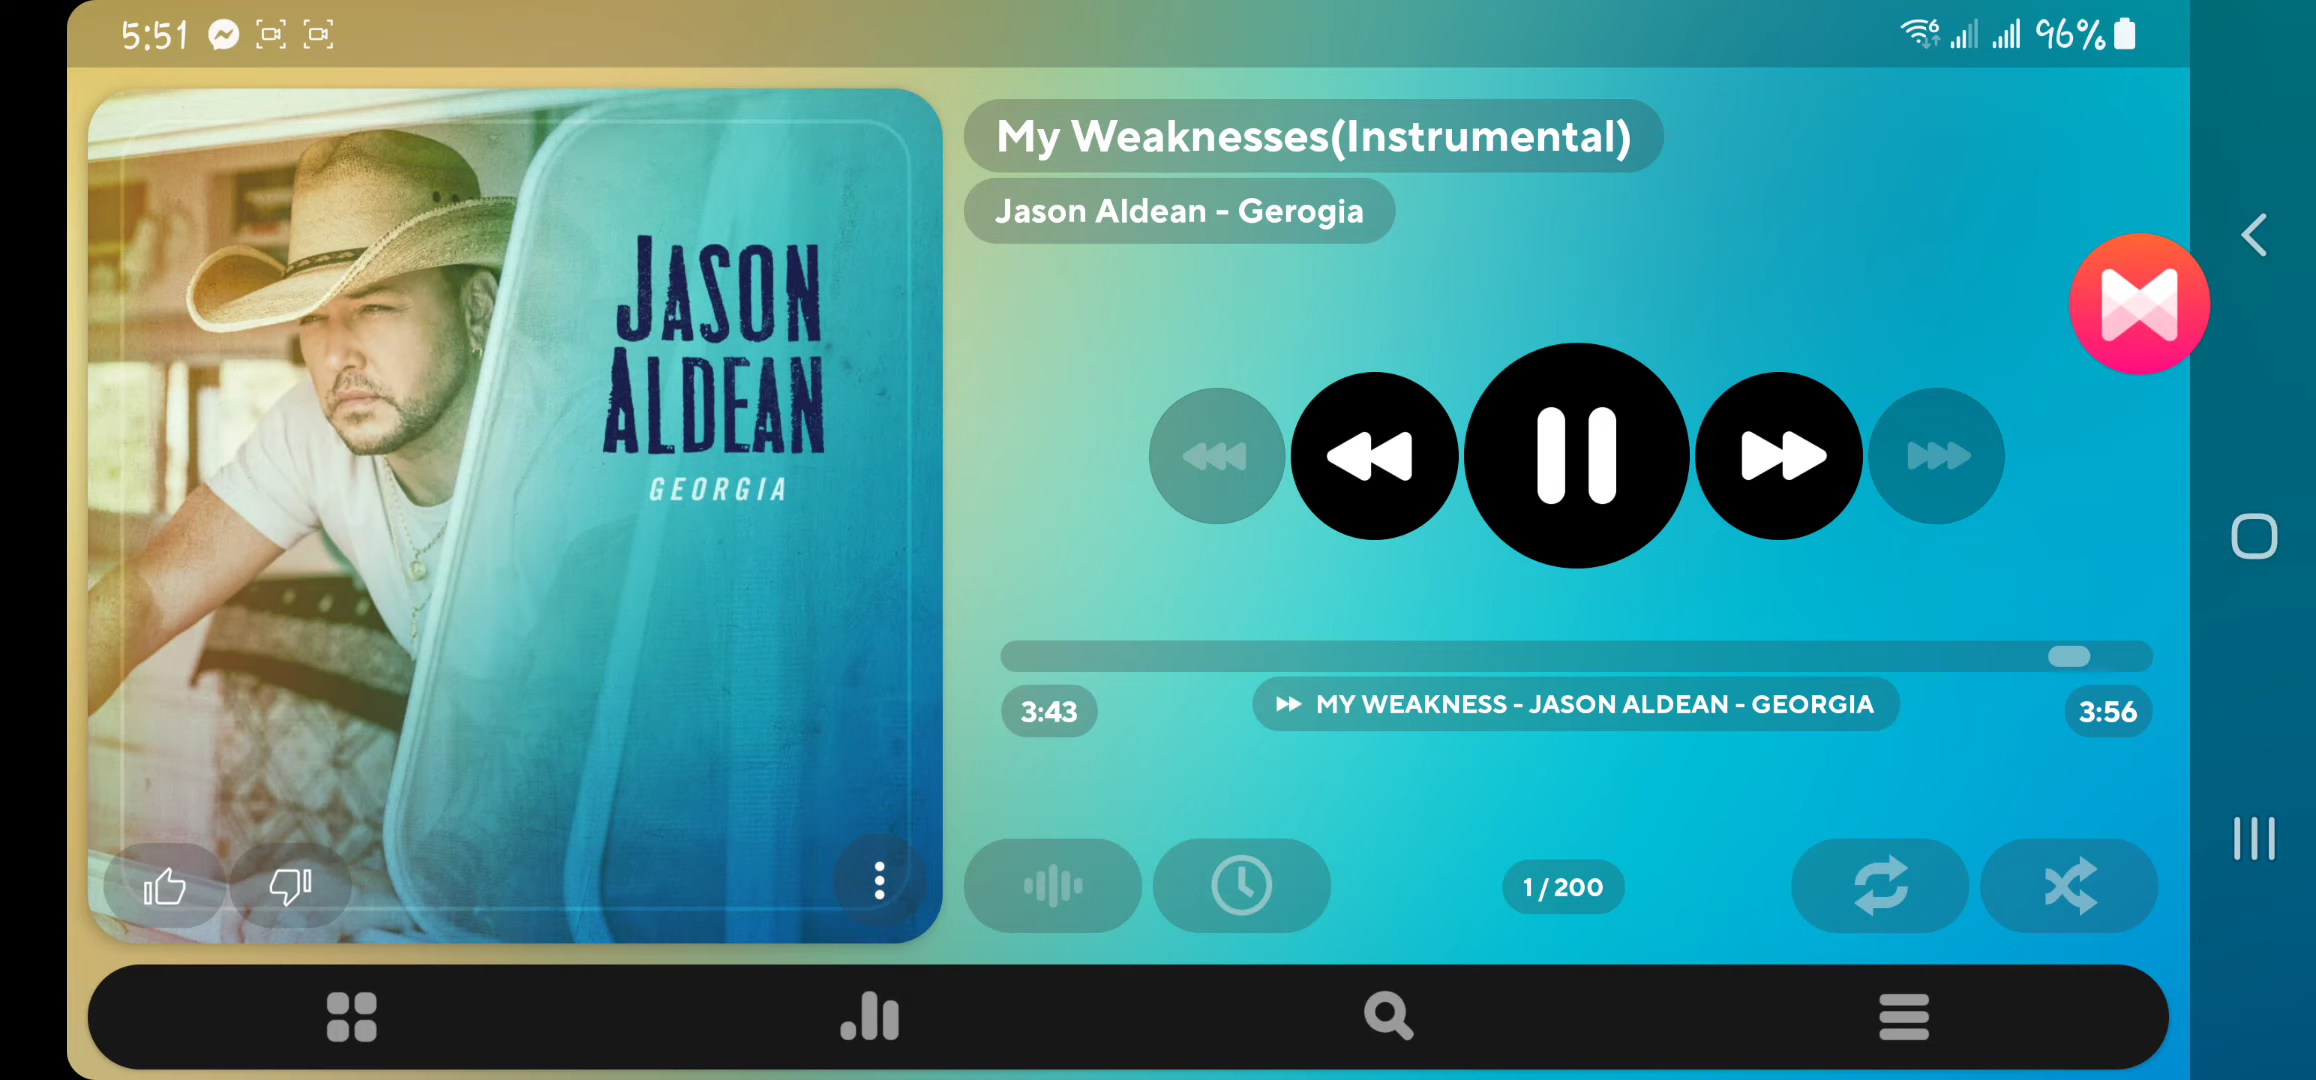 5:51
6 96%
JASON
ALDEAN
GEORGIA
My Weaknesses(Instrumental)
Jason Aldean - Gerogia
3:43
MY WEAKNESS - JASON ALDEAN - GEORGIA
3:56
1 / 200